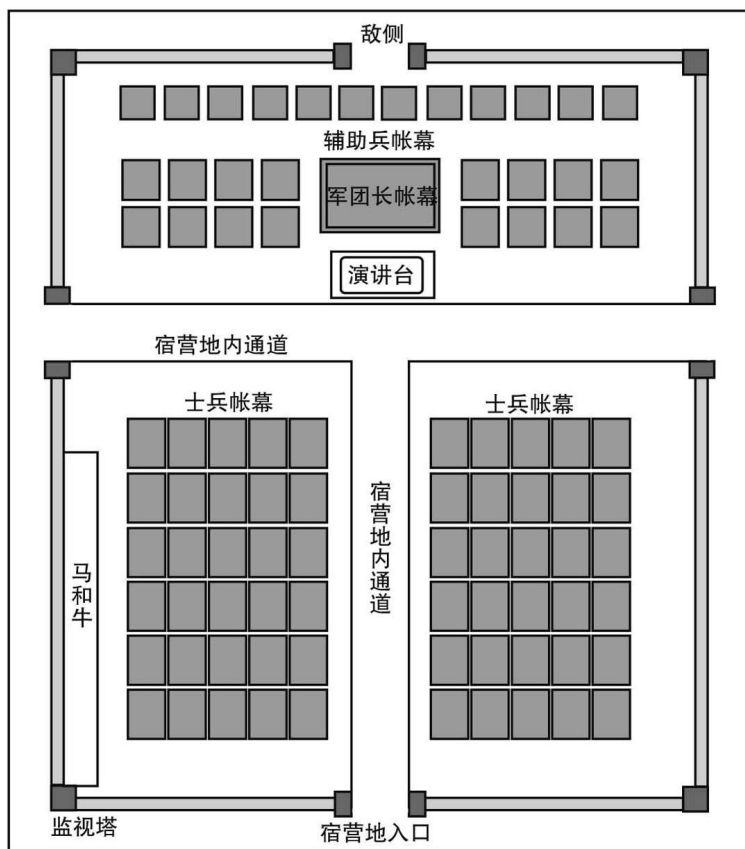 敌侧
辅助兵帐幕
军团长帐幕
演讲台
宿营地内通道
士兵帐幕
士兵帐幕
宿营地内通道
马和牛
监视塔
宿营地入口